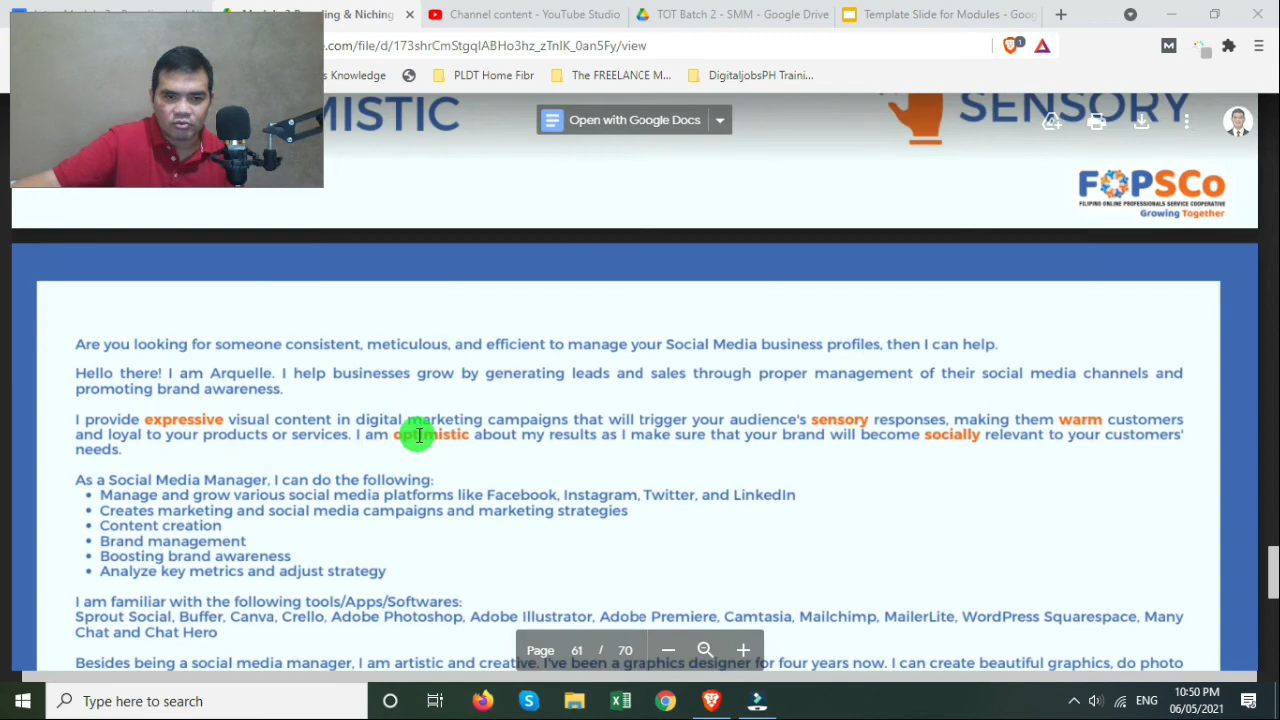 Module 3 Branding & Niching
Channel content - YouTube Studio
TOT Batch 2 - SMM - Google Drive
Template Slide for Modules - Goog
.com/file/d/173shrCmStgqlABHo3hz_zTnlK_0an5Fy/view
1
M
s Knowledge
PLDT Home Fibr
The FREELANCE M...
DigitaljobsPH Traini...
MISTIC
Open with Google Docs
SENSORY
FOPSCo
FILIPINO ONLINE PROFESSIONALS SERVICE COOPERATIVE
Growing Together
Are you looking for someone consistent, meticulous, and efficient to manage your Social Media business profiles, then I can help.
Hello there! I am Arquelle. I help businesses grow by generating leads and sales through proper management of their social media channels and
promoting brand awareness.
I provide expressive visual content in digital marketing campaigns that will trigger your audience's sensory responses, making them warm customers
and loyal to your products or services. I am optimistic about my results as I make sure that your brand will become socially relevant to your customers'
needs.
As a Social Media Manager, I can do the following:
• Manage and grow various social media platforms like Facebook, Instagram, Twitter, and LinkedIn
• Creates marketing and social media campaigns and marketing strategies
• Content creation
• Brand management
• Boosting brand awareness
• Analyze key metrics and adjust strategy
I am familiar with the following tools/Apps/Softwares:
Sprout Social, Buffer, Canva, Crello, Adobe Photoshop, Adobe Illustrator, Adobe Premiere, Camtasia, Mailchimp, MailerLite, WordPress Squarespace, Many
Chat and Chat Hero
Besides being a social media manager, I am artistic and creative. I've been a graphics designer for four years now. I can create beautiful graphics, do photo
Page 61 / 70
Type here to search
ENG
10:50 PM
06/05/2021